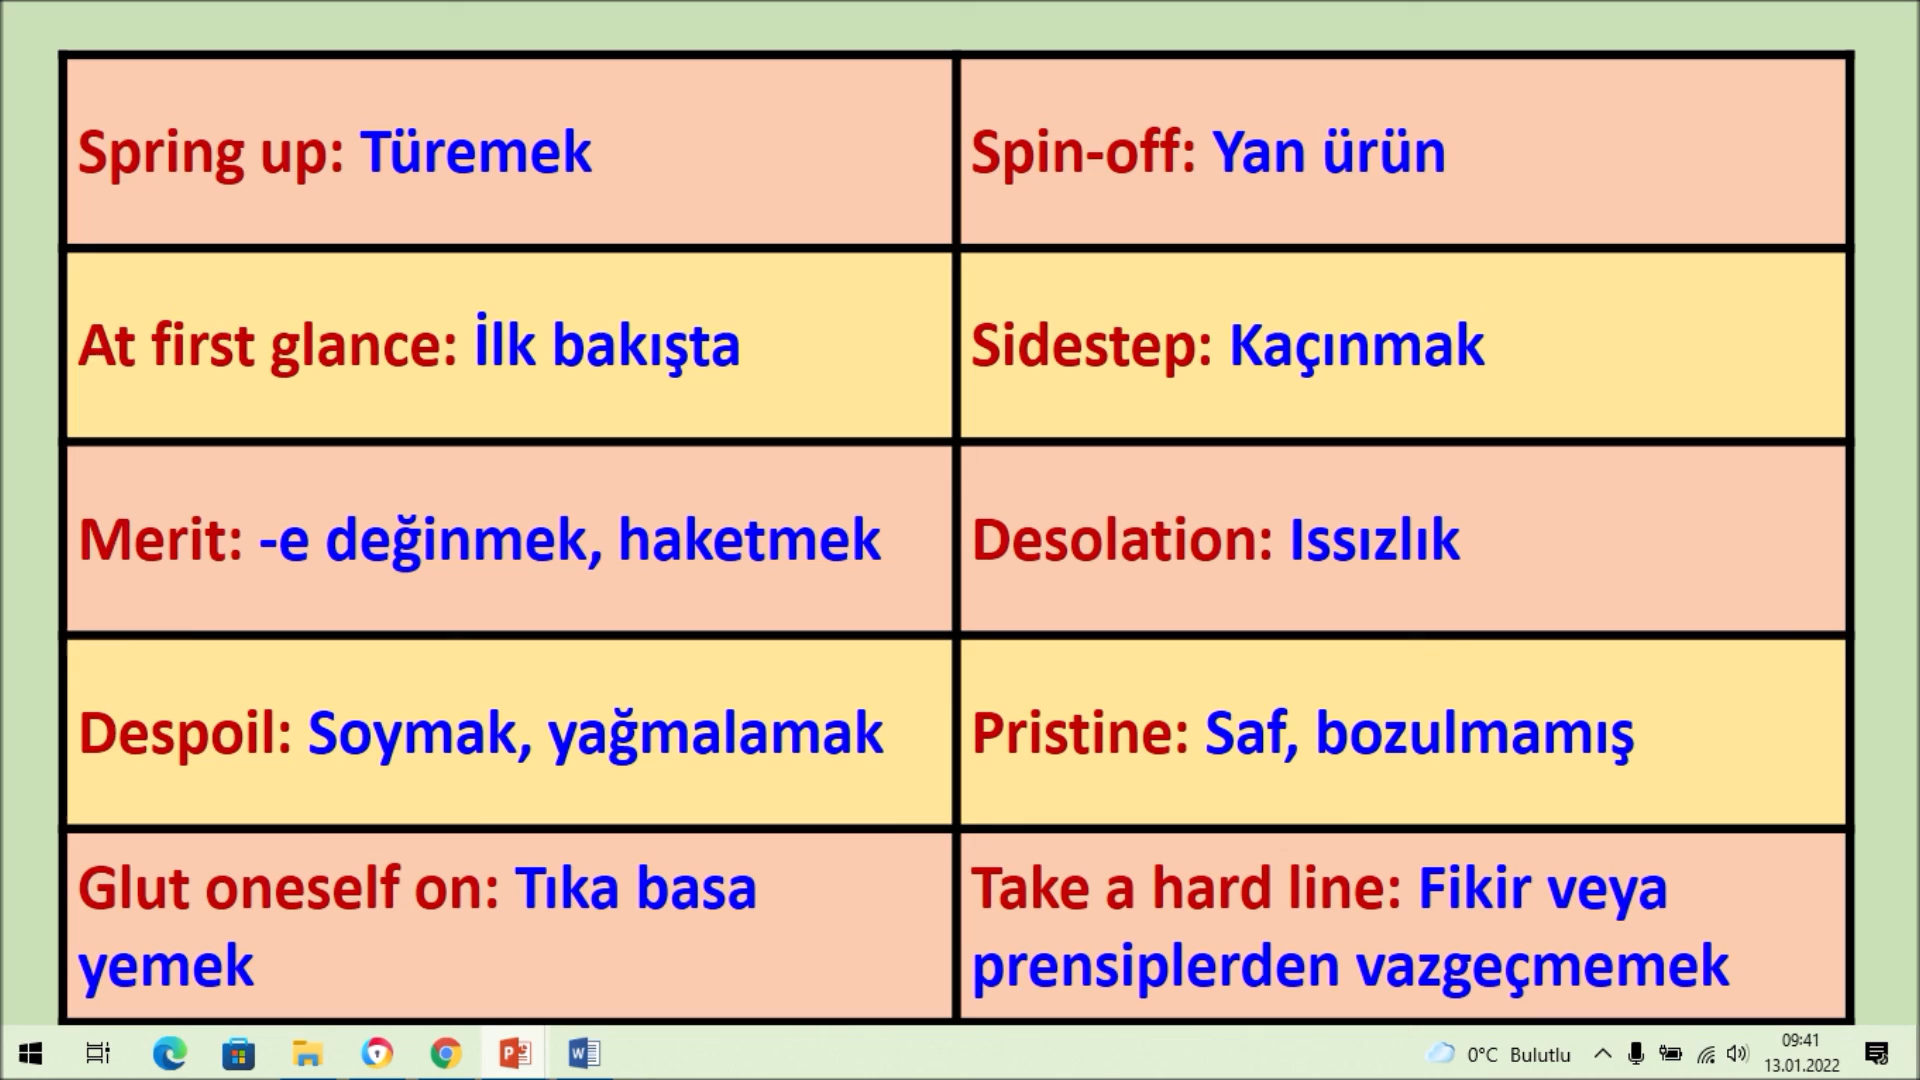 Spring up: Türemek
Spin-off: Yan ürün
At first glance: İlk bakışta
Sidestep: Kaçınmak
Merit: -e değinmek, haketmek
Desolation: Issızlık
Despoil: Soymak, yağmalamak
Pristine: Saf, bozulmamış
Glut oneself on: Tıka basa
yemek
Take a hard line: Fikir veya
prensiplerden vazgeçmemek
0°C Bulutlu
09:41
13.01.2022